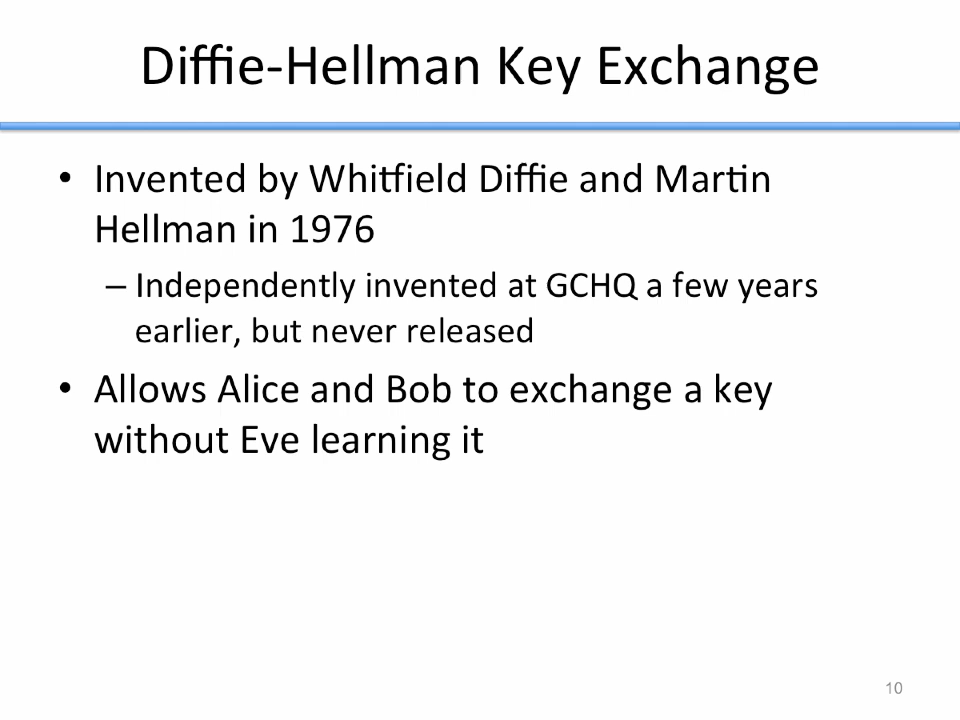 Diffie-Hellman Key Exchange
• Invented by Whitfield Diffie and Martin
Hellman in 1976
– Independently invented at GCHQ a few years
earlier, but never released
• Allows Alice and Bob to exchange a key
without Eve learning it
10